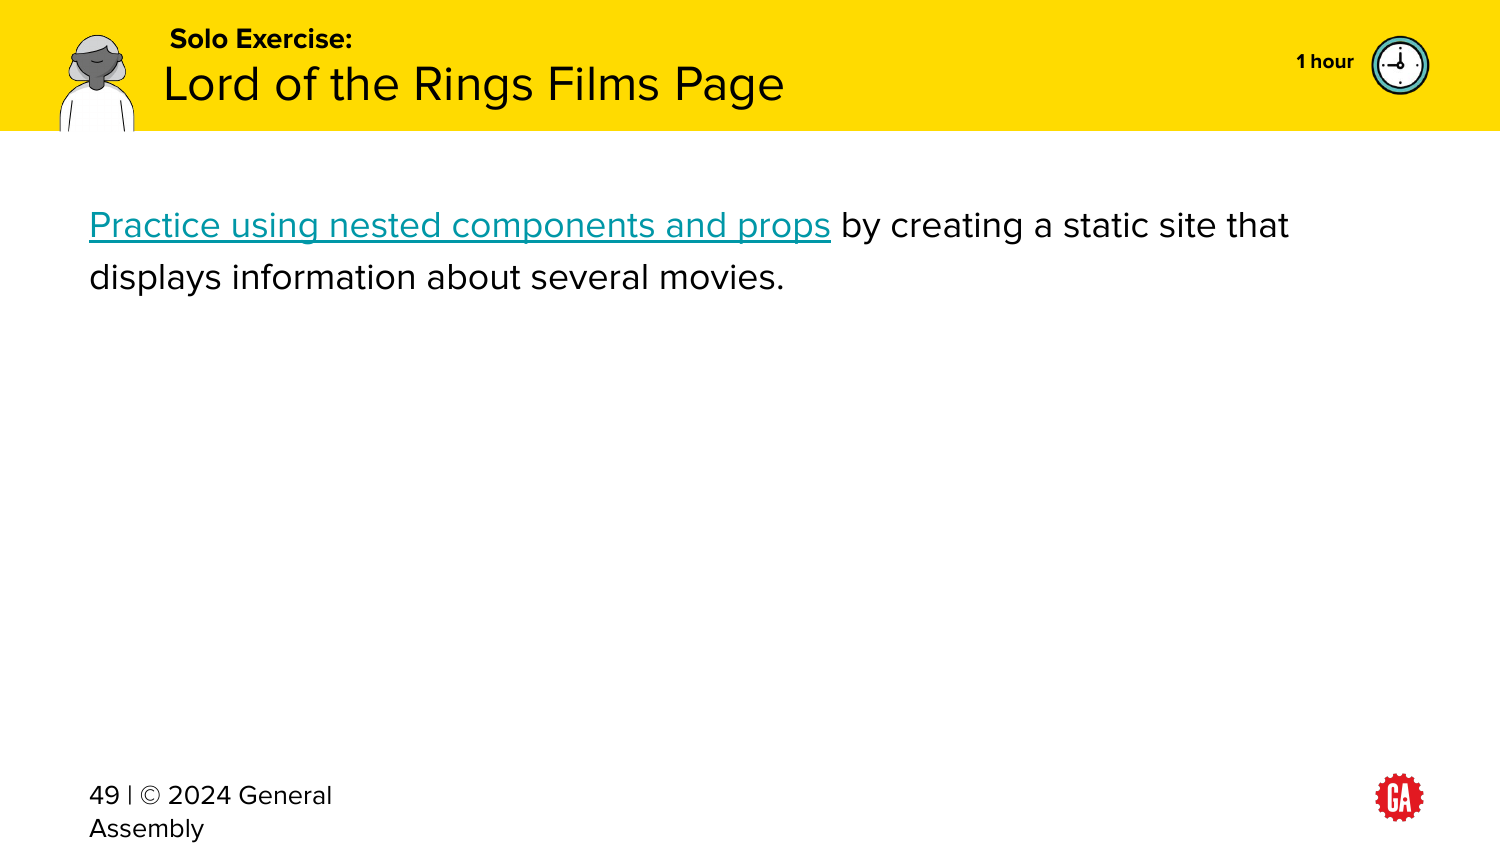 Solo Exercise:
Lord of the Rings Films Page
1 hour
Practice using nested components and props by creating a static site that
displays information about several movies.
49 | © 2024 General
Assembly
GA